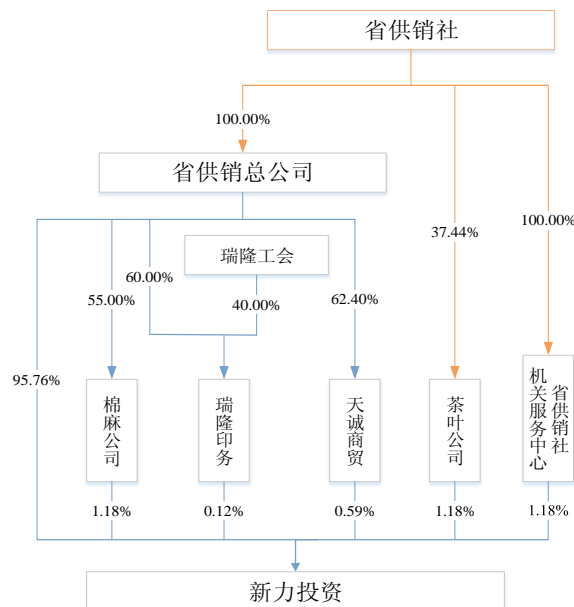 省供销社
100.00%
省供销总公司
100.00%
37.44%
瑞隆工会
60.00%
55.00%
40.00%
62.40%
95.76%
棉麻公司
瑞隆印务
天诚商贸
茶叶公司
省供销社
机关服务中心
1.18%
0.12%
0.59%
1.18%
1.18%
新力投资